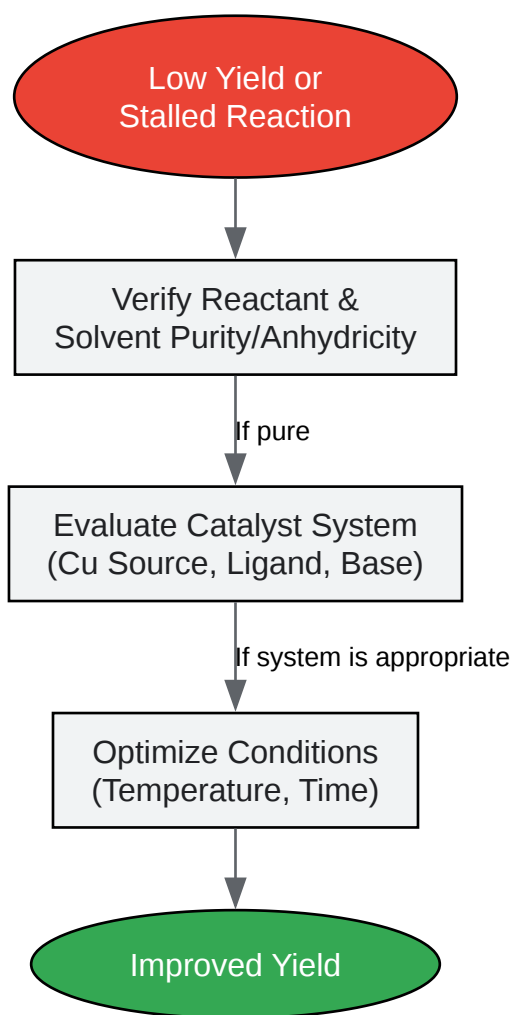 Low Yield or
Stalled Reaction
Verify Reactant &
Solvent Purity/Anhydricity
If pure
Evaluate Catalyst System
(Cu Source, Ligand, Base)
If system is appropriate
Optimize Conditions
(Temperature, Time)
Improved Yield